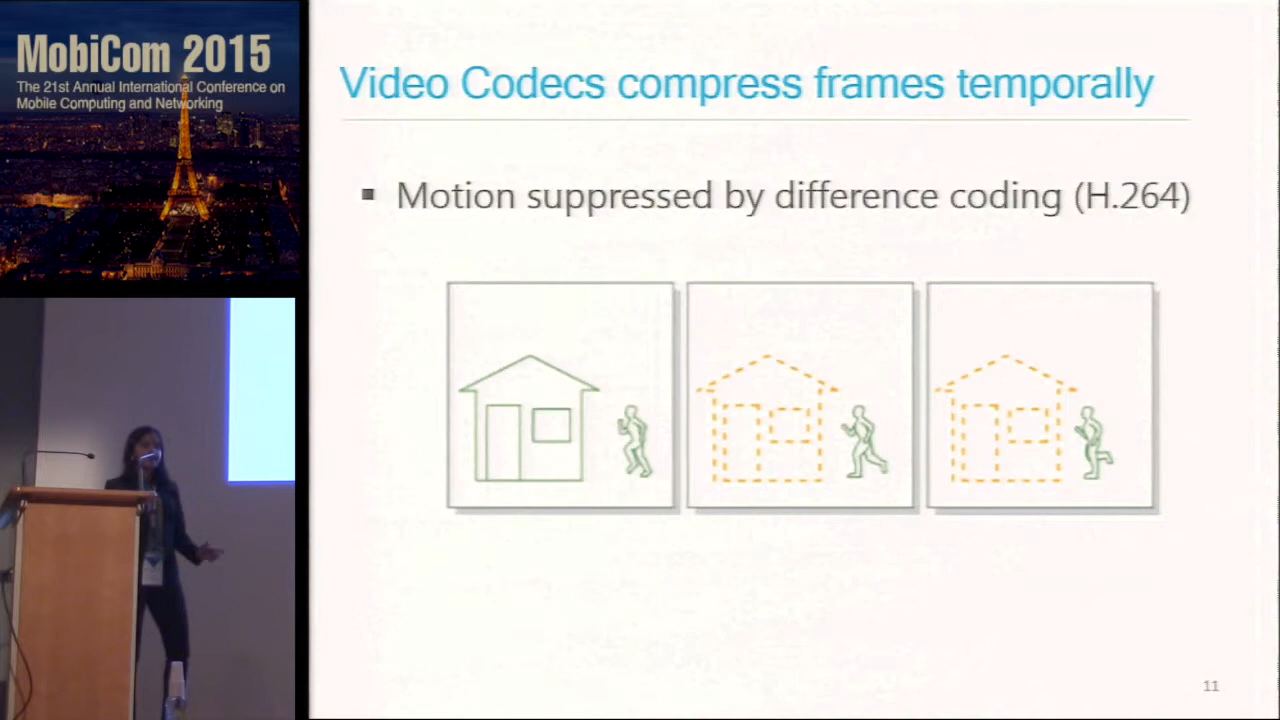 MobiCom 2015
The 21st Annual International Conference on
Mobile Computing and Networking
Video Codecs compress frames temporally
▪ Motion suppressed by difference coding (H.264)
11